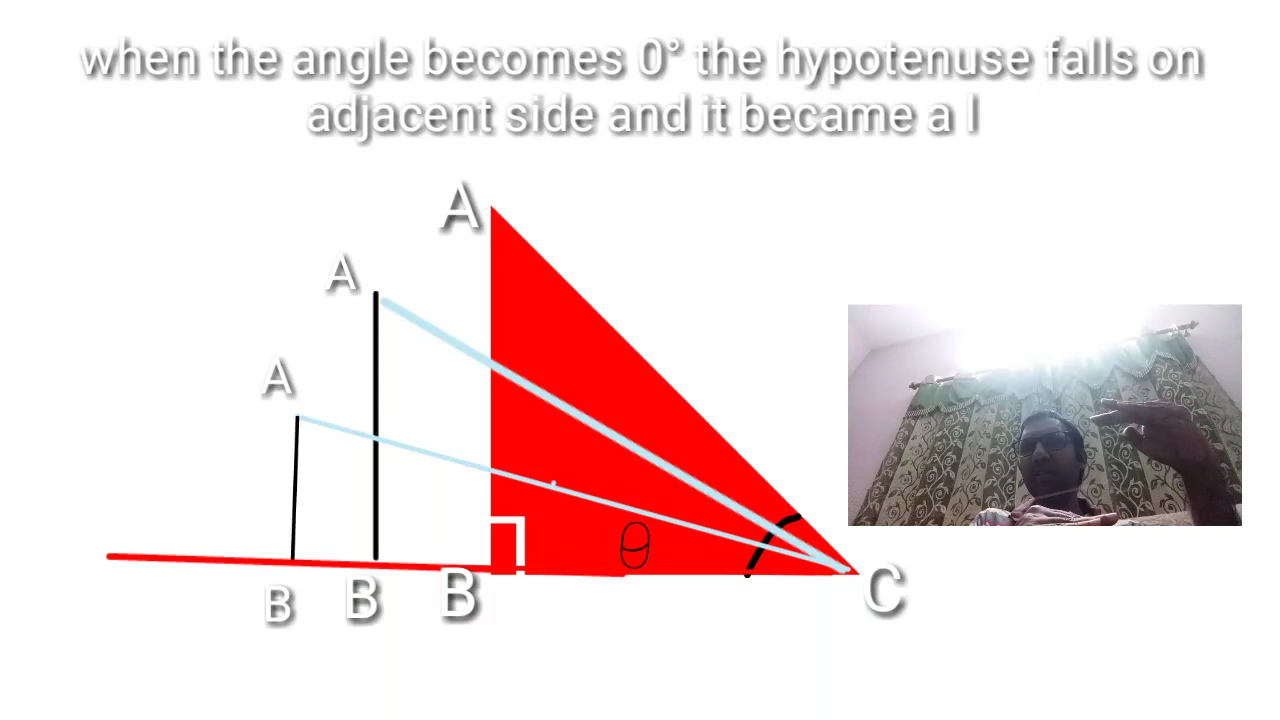 when the angle becomes 0° the hypotenuse falls on
adjacent side and it became a l
A
A
A
θ
B
B
B
C